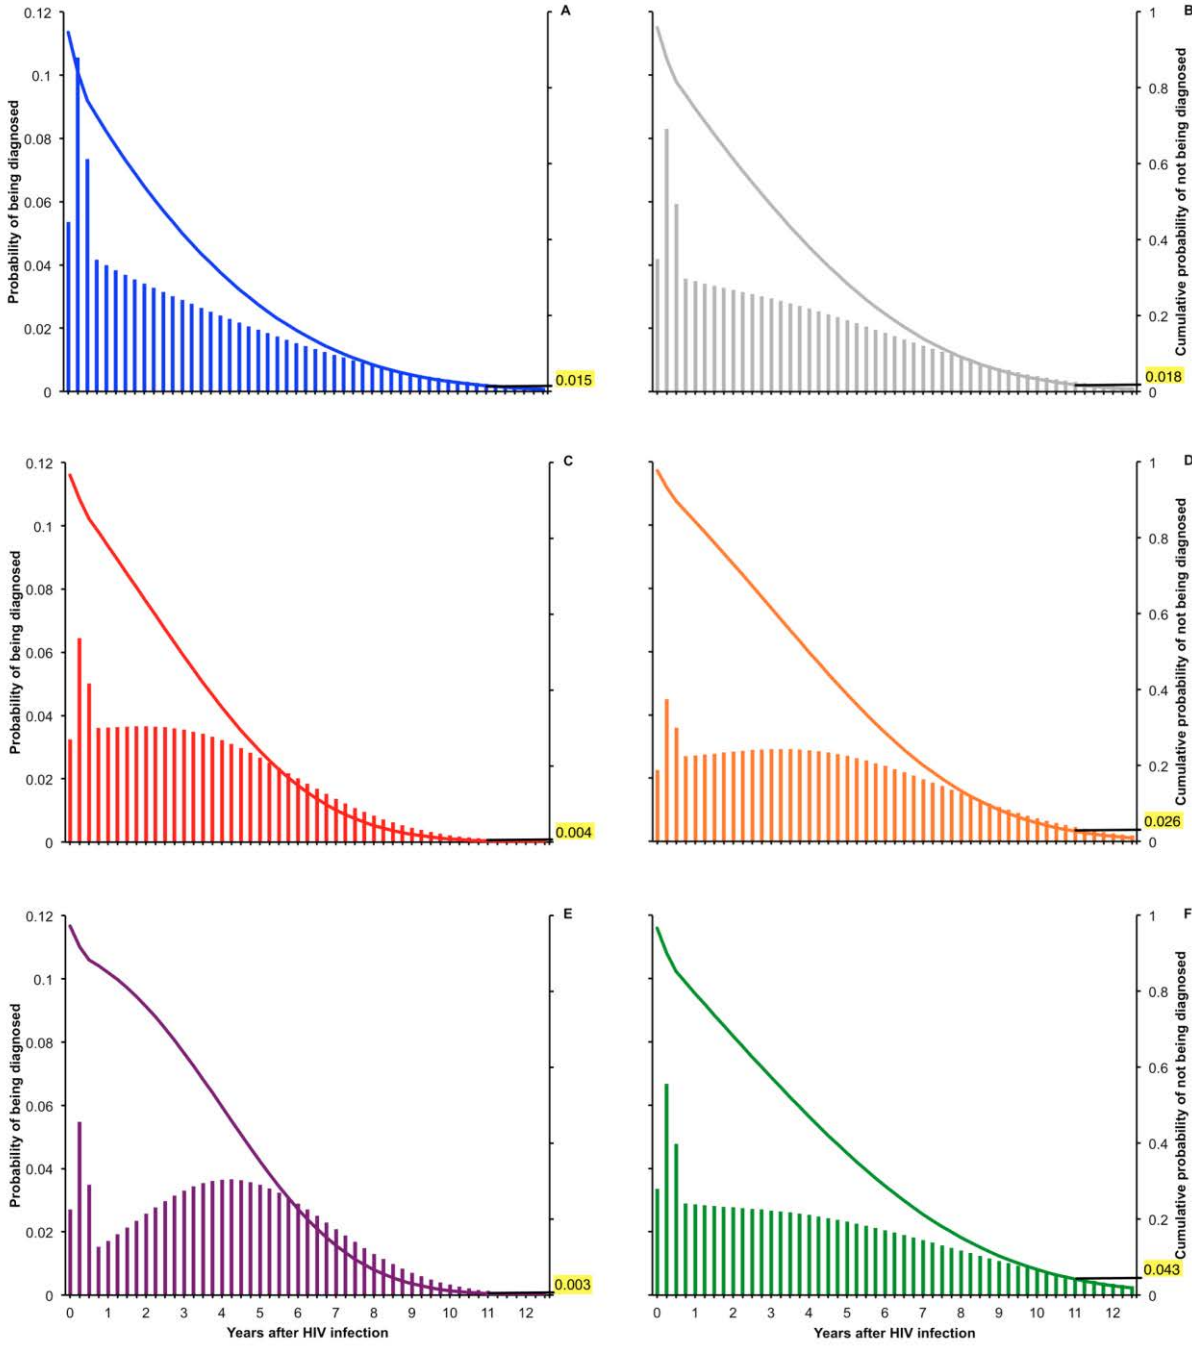 A
0.12
0.1
0.08
0.06
0.04
0.02
0
Probability of being diagnosed
0.015
B
1
0.8
0.6
0.4
0.2
0
Cumulative probability of not being diagnosed
0.018
C
0.12
0.1
0.08
0.06
0.04
0.02
0
Probability of being diagnosed
0.004
D
1
0.8
0.6
0.4
0.2
0
Cumulative probability of not being diagnosed
0.026
E
0.12
0.1
0.08
0.06
0.04
0.02
0
Probability of being diagnosed
0.003
0 1 2 3 4 5 6 7 8 9 10 11 12
Years after HIV infection
F
1
0.8
0.6
0.4
0.2
0
Cumulative probability of not being diagnosed
0.043
0 1 2 3 4 5 6 7 8 9 10 11 12
Years after HIV infection